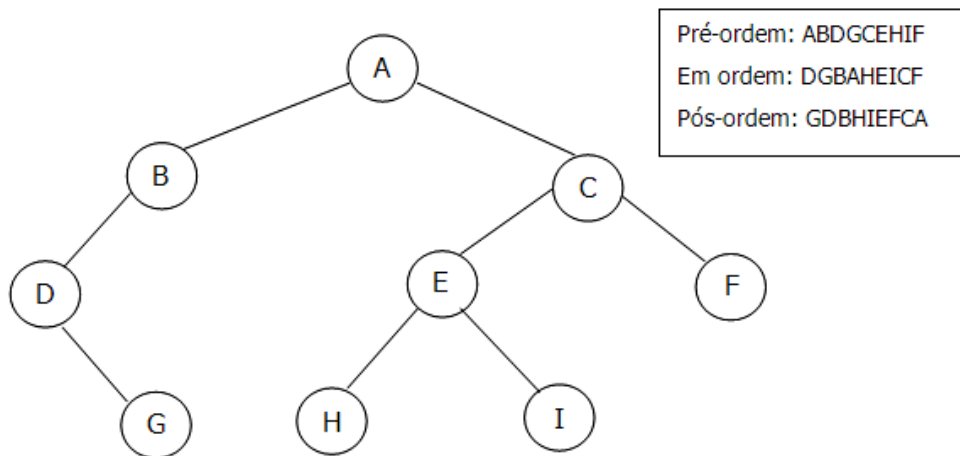 A
Pré-ordem: ABDGCEHIF
Em ordem: DGBAHEICF
Pós-ordem: GDBHIEFCA
B
C
D
E
F
G
H
I